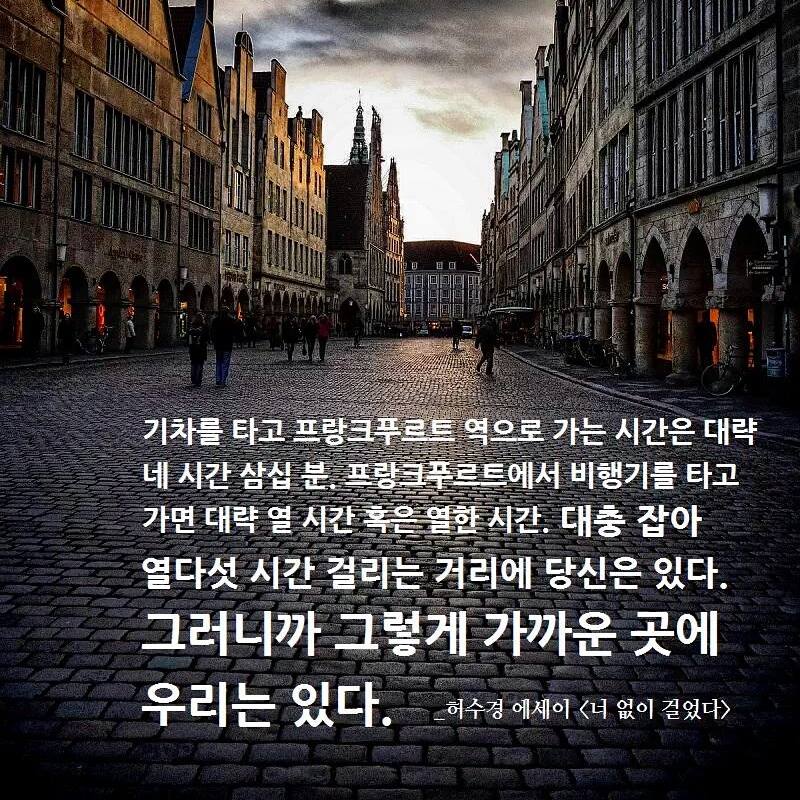 기차를 타고 프랑크푸르트 역으로 가는 시간은 대략
네 시간 삼십 분. 프랑크푸르트에서 비행기를 타고
가면 대략 열 시간 혹은 열한 시간. 대충 잡아
열다섯 시간 걸리는 거리에 당신은 있다.
그러니까 그렇게 가까운 곳에
우리는 있다. _허수경 에세이 <너 없이 걸었다>